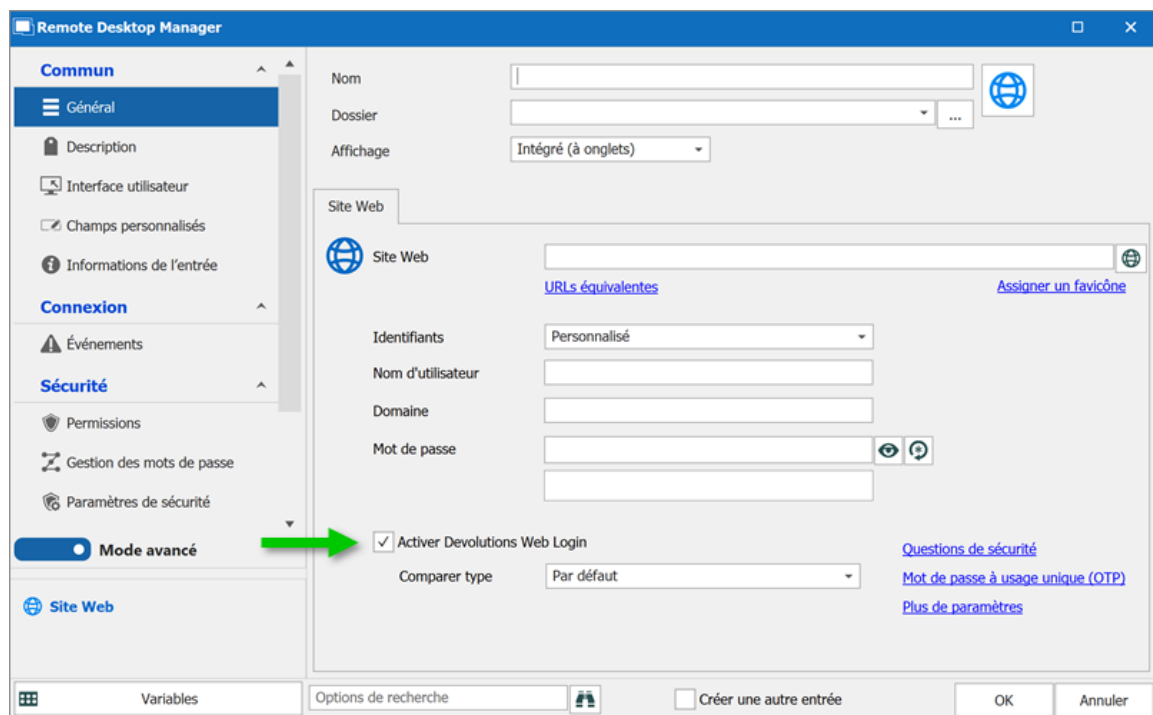 Remote Desktop Manager
Commun
Général
Description
Interface utilisateur
Champs personnalisés
Informations de l'entrée
Connexion
Événements
Sécurité
Permissions
Gestion des mots de passe
Paramètres de sécurité
Mode avancé
Site Web
Variables
Nom
Dossier
...
Affichage
Intégré (à onglets)
Site Web
Site Web
URLs équivalentes
Assigner un favicône
Identifiants
Personnalisé
Nom d'utilisateur
Domaine
Mot de passe
Activer Devolutions Web Login
Comparer type
Par défaut
Questions de sécurité
Mot de passe à usage unique (OTP)
Plus de paramètres
Options de recherche
Créer une autre entrée
OK
Annuler